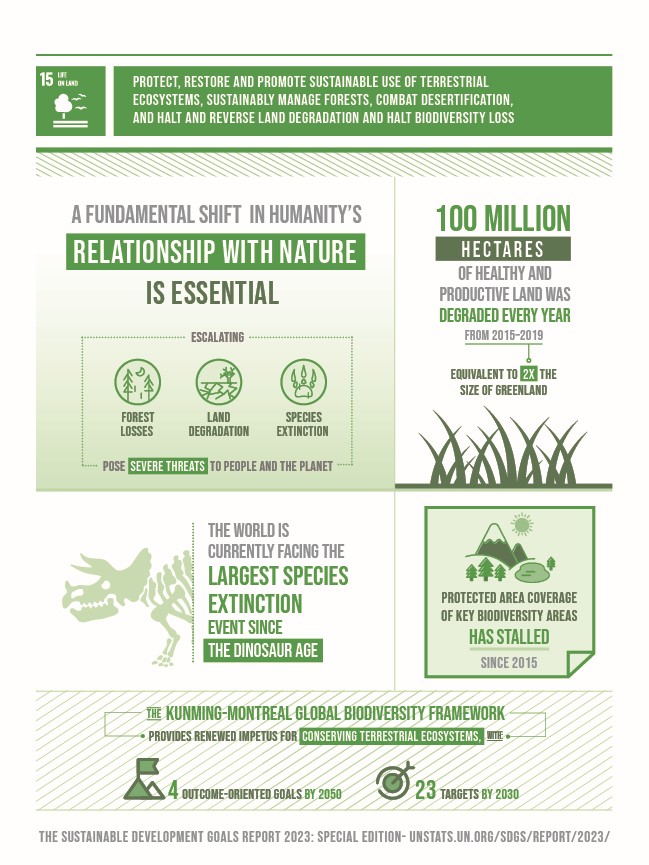 15 LIFE
ON LAND
PROTECT, RESTORE AND PROMOTE SUSTAINABLE USE OF TERRESTRIAL
ECOSYSTEMS, SUSTAINABLY MANAGE FORESTS, COMBAT DESERTIFICATION,
AND HALT AND REVERSE LAND DEGRADATION AND HALT BIODIVERSITY LOSS
A FUNDAMENTAL SHIFT IN HUMANITY'S
RELATIONSHIP WITH NATURE
IS ESSENTIAL
ESCALATING
FOREST
LOSSES
LAND
DEGRADATION
SPECIES
EXTINCTION
POSE SEVERE THREATS TO PEOPLE AND THE PLANET
100 MILLION
HECTARES
OF HEALTHY AND
PRODUCTIVE LAND WAS
DEGRADED EVERY YEAR
FROM 2015-2019
EQUIVALENT TO 2X THE
SIZE OF GREENLAND
THE WORLD IS
CURRENTLY FACING THE
LARGEST SPECIES
EXTINCTION
EVENT SINCE
THE DINOSAUR AGE
PROTECTED AREA COVERAGE
OF KEY BIODIVERSITY AREAS
HAS STALLED
SINCE 2015
THE KUNMING-MONTREAL GLOBAL BIODIVERSITY FRAMEWORK
PROVIDES RENEWED IMPETUS FOR CONSERVING TERRESTRIAL ECOSYSTEMS, WITH
4 OUTCOME-ORIENTED GOALS BY 2050
23 TARGETS BY 2030
THE SUSTAINABLE DEVELOPMENT GOALS REPORT 2023: SPECIAL EDITION- UNSTATS.UN.ORG/SDGS/REPORT/2023/